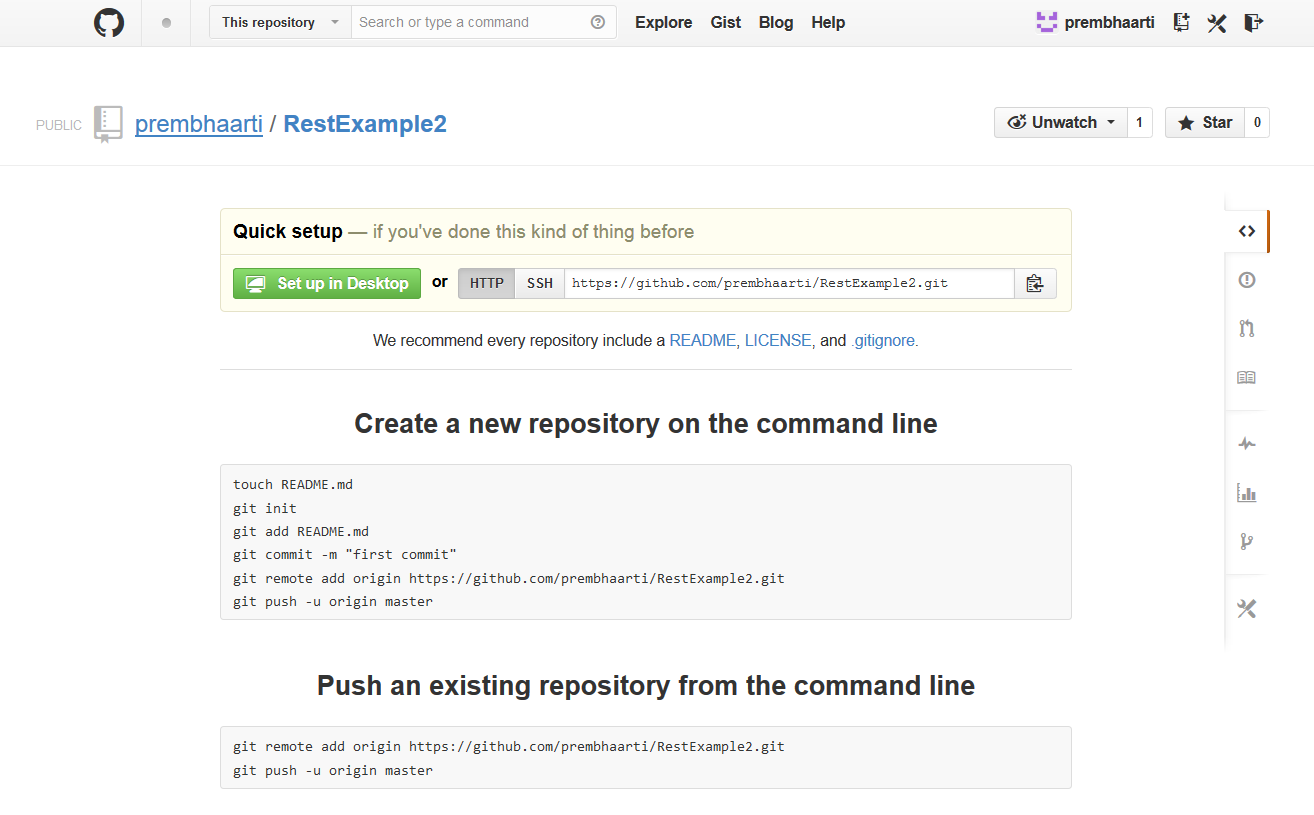 This repository Search or type a command Explore Gist Blog Help prembhaarti
PUBLIC prembhaarti / RestExample2 Unwatch 1 Star 0
Quick setup — if you've done this kind of thing before
Set up in Desktop or HTTP SSH https://github.com/prembhaarti/RestExample2.git
We recommend every repository include a README, LICENSE, and .gitignore.
Create a new repository on the command line
touch README.md
git init
git add README.md
git commit -m "first commit"
git remote add origin https://github.com/prembhaarti/RestExample2.git
git push -u origin master
Push an existing repository from the command line
git remote add origin https://github.com/prembhaarti/RestExample2.git
git push -u origin master